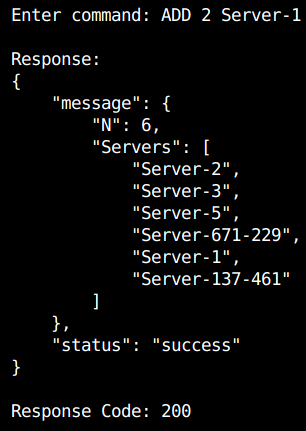 Enter command: ADD 2 Server-1
Response:
{
    "message": {
        "N": 6,
        "Servers": [
            "Server-2",
            "Server-3",
            "Server-5",
            "Server-671-229",
            "Server-1",
            "Server-137-461"
        ]
    },
    "status": "success"
}
Response Code: 200